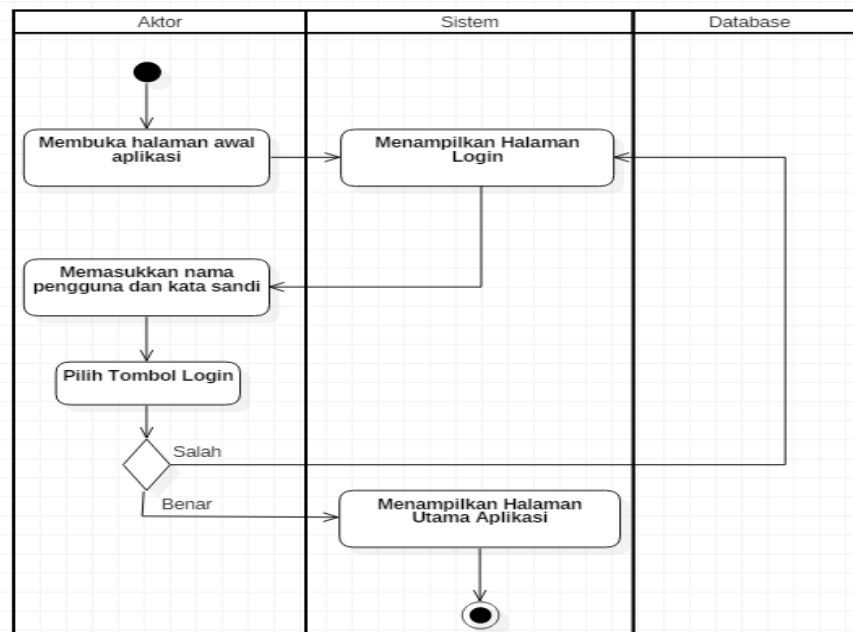 Aktor
Sistem
Database
Membuka halaman awal
aplikasi
Menampilkan Halaman
Login
Memasukkan nama
pengguna dan kata sandi
Pilih Tombol Login
Salah
Benar
Menampilkan Halaman
Utama Aplikasi